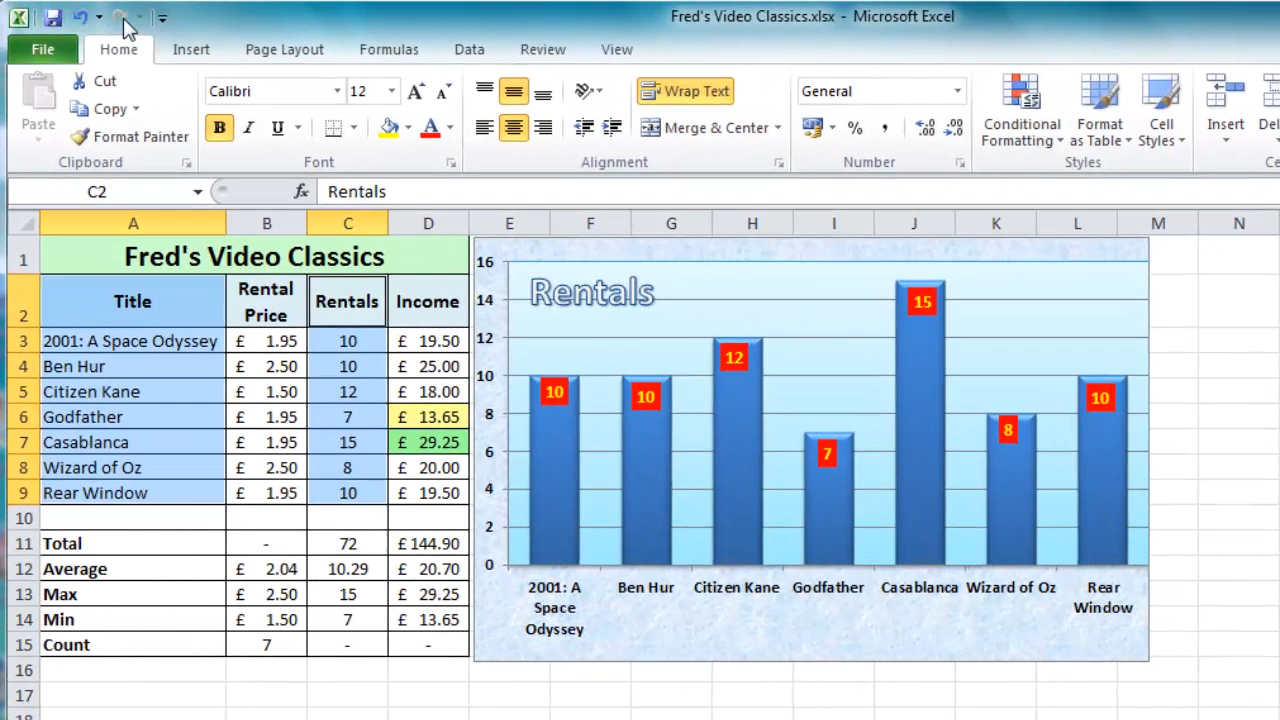 Fred's Video Classics.xlsx - Microsoft Excel
File Home Insert Page Layout Formulas Data Review View
Paste Cut Copy Format Painter
Calibri 12
B I U A A A
Wrap Text
Merge & Center
General
% , .00 .0
Conditional Formatting
Format as Table
Cell Styles
Insert
Clipboard Font Alignment Number Styles
C2 fx Rentals
A B C D E F G H I J K L M N
1 Fred's Video Classics
2 Title Rental Price Rentals Income
3 2001: A Space Odyssey £ 1.95 10 £ 19.50
4 Ben Hur £ 2.50 10 £ 25.00
5 Citizen Kane £ 1.50 12 £ 18.00
6 Godfather £ 1.95 7 £ 13.65
7 Casablanca £ 1.95 15 £ 29.25
8 Wizard of Oz £ 2.50 8 £ 20.00
9 Rear Window £ 1.95 10 £ 19.50
10
11 Total - 72 £ 144.90
12 Average £ 2.04 10.29 £ 20.70
13 Max £ 2.50 15 £ 29.25
14 Min £ 1.50 7 £ 13.65
15 Count 7 - -
16
17
18
Rentals
16
14
12
10
8
6
4
2
0
10 10 12 7 15 8 10
2001: A Space Odyssey
Ben Hur
Citizen Kane
Godfather
Casablanca
Wizard of Oz
Rear Window